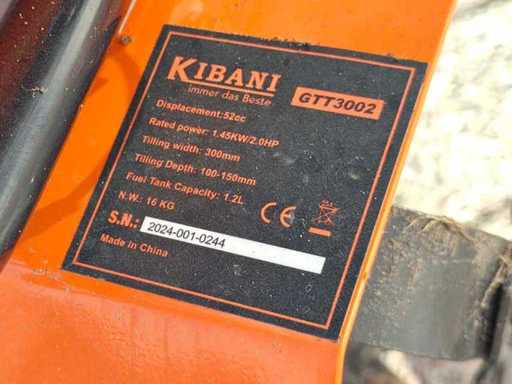 KIBANI
immer das Beste
GTT3002
Displacement:52cc
Rated power: 1.45KW/2.0HP
Tilling width: 300mm
Tilling Depth: 100-150mm
Fuel Tank Capacity: 1.2L
N.W.: 16 KG
S.N.: 2024-001-0244
Made in China
CE